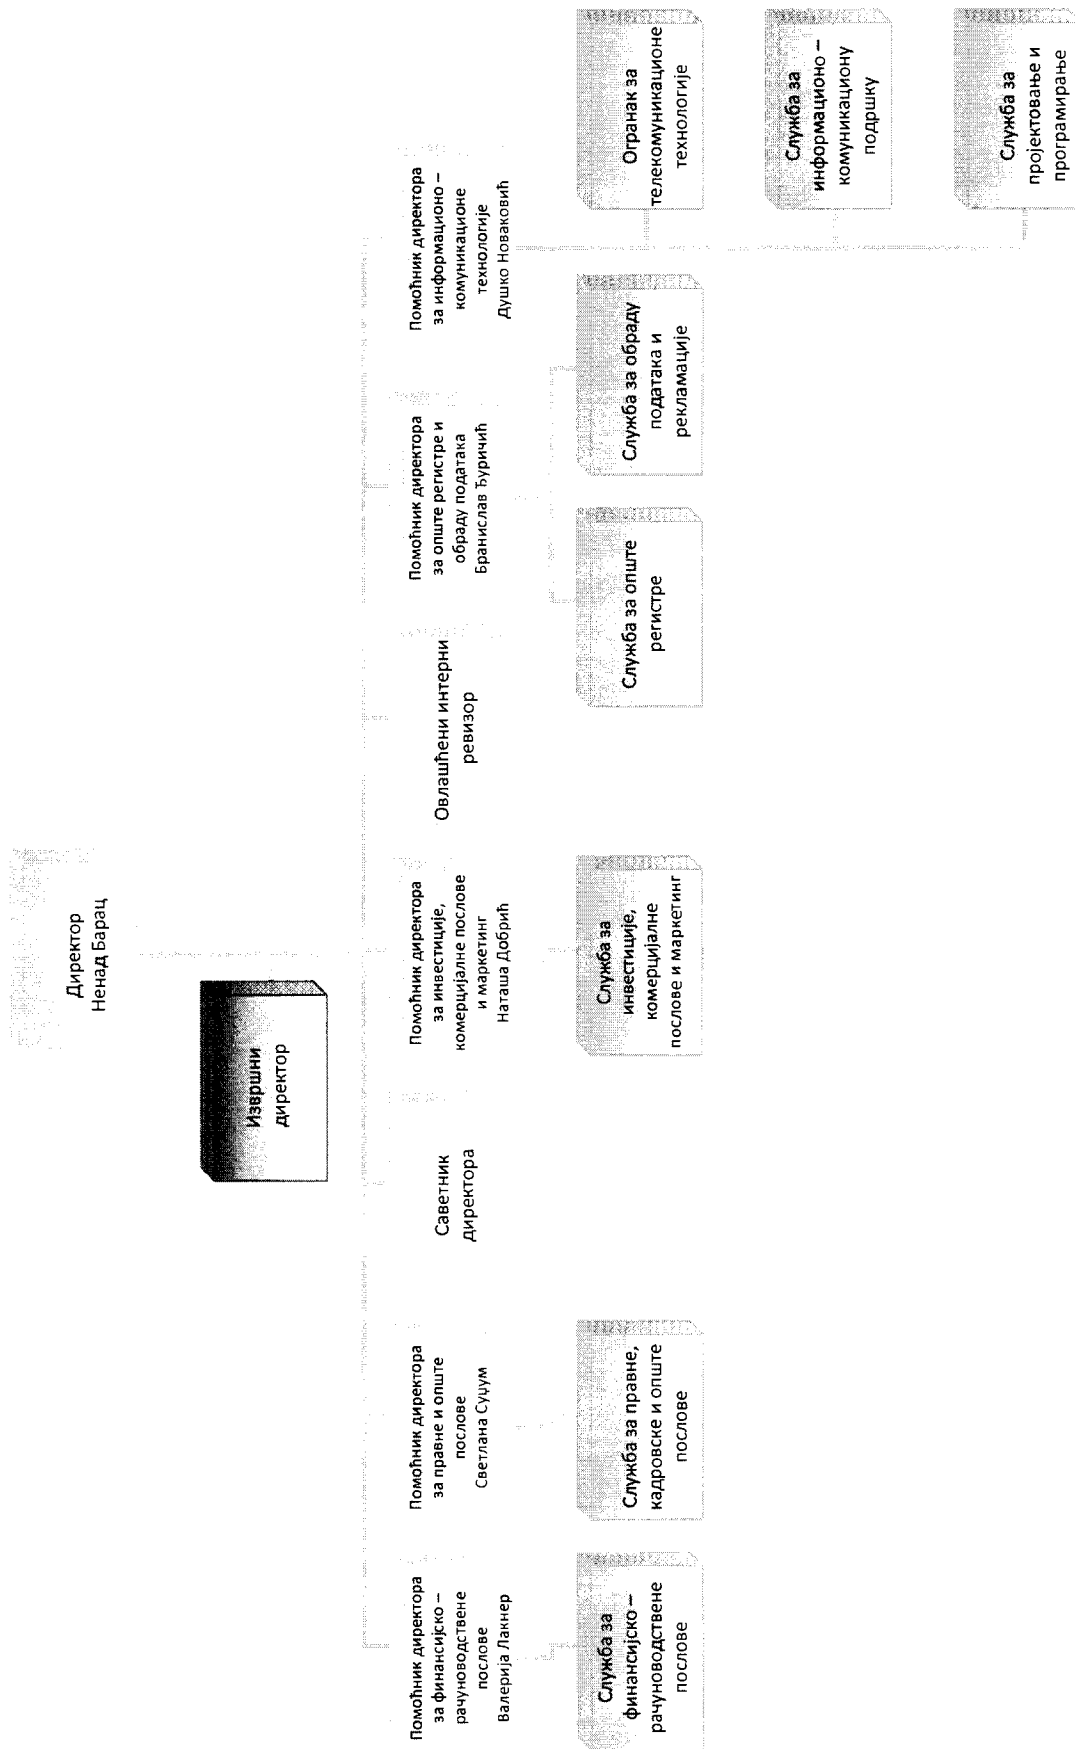 Директор
Ненад Барац
Извршни
директор
Помоћник директора
за финансијско –
рачуноводствене
послове
Валерија Лакнер
Помоћник директора
за правне и опште
послове
Светлана Суџум
Саветник
директора
Помоћник директора
за инвестиције,
комерцијалне послове
и маркетинг
Наташа Добрић
Овлашћени интерни
ревизор
Помоћник директора
за опште регистре и
обраду података
Бранислав Ђуричић
Помоћник директора
за информационо –
комуникационе
технологије
Душко Новаковић
Служба за
финансијско –
рачуноводствене
послове
Служба за правне,
кадровске и опште
послове
Служба за
инвестиције,
комерцијалне
послове и маркетинг
Служба за опште
регистре
Служба за обраду
података и
рекламације
Огранак за
телекомуникационе
технологије
Служба за
информационо –
комуникациону
подршку
Служба за
пројектовање и
програмирање